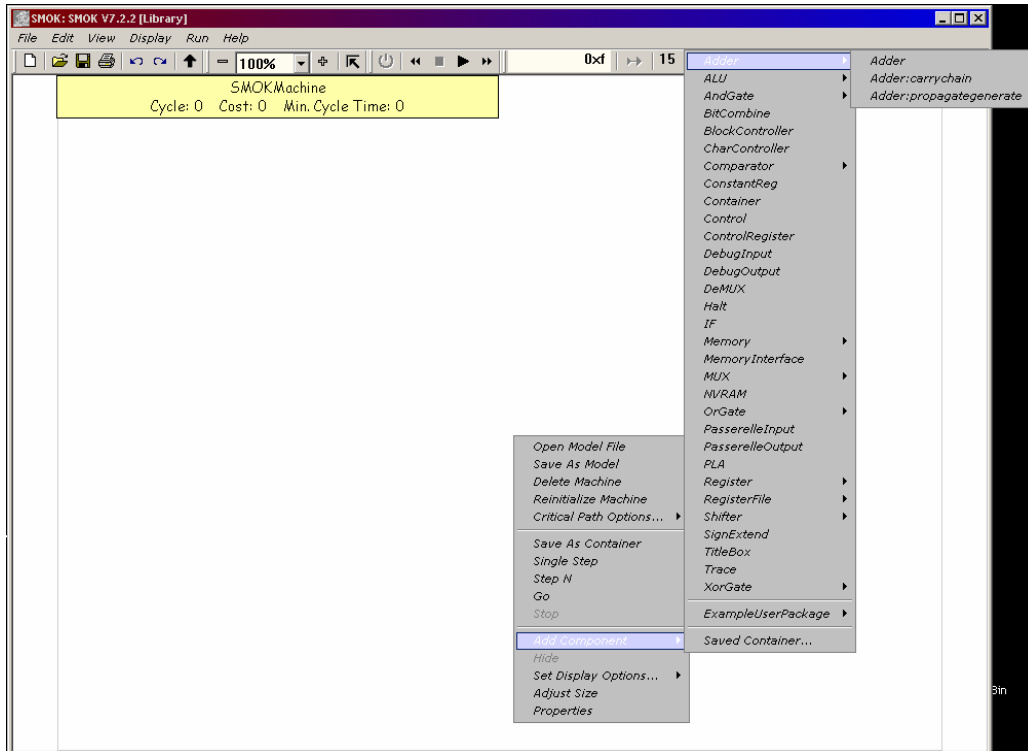 SMOK: SMOK V7.2.2 [Library]
File Edit View Display Run Help
100% 0xf 15
SMOKMachine
Cycle: 0 Cost: 0 Min. Cycle Time: 0
Open Model File
Save As Model
Delete Machine
Reinitialize Machine
Critical Path Options...
Save As Container
Single Step
Step N
Go
Stop
Add Component
Hide
Set Display Options...
Adjust Size
Properties
Adder
ALU
AndGate
BitCombine
BlockController
CharController
Comparator
ConstantReg
Container
Control
ControlRegister
DebugInput
DebugOutput
DeMUX
Halt
IF
Memory
MemoryInterface
MUX
NVRAM
OrGate
PasserelleInput
PasserelleOutput
PLA
Register
RegisterFile
Shifter
SignExtend
TitleBox
Trace
XorGate
ExampleUserPackage
Saved Container...
Adder
Adder:carrychain
Adder:propagategenerate
Bin